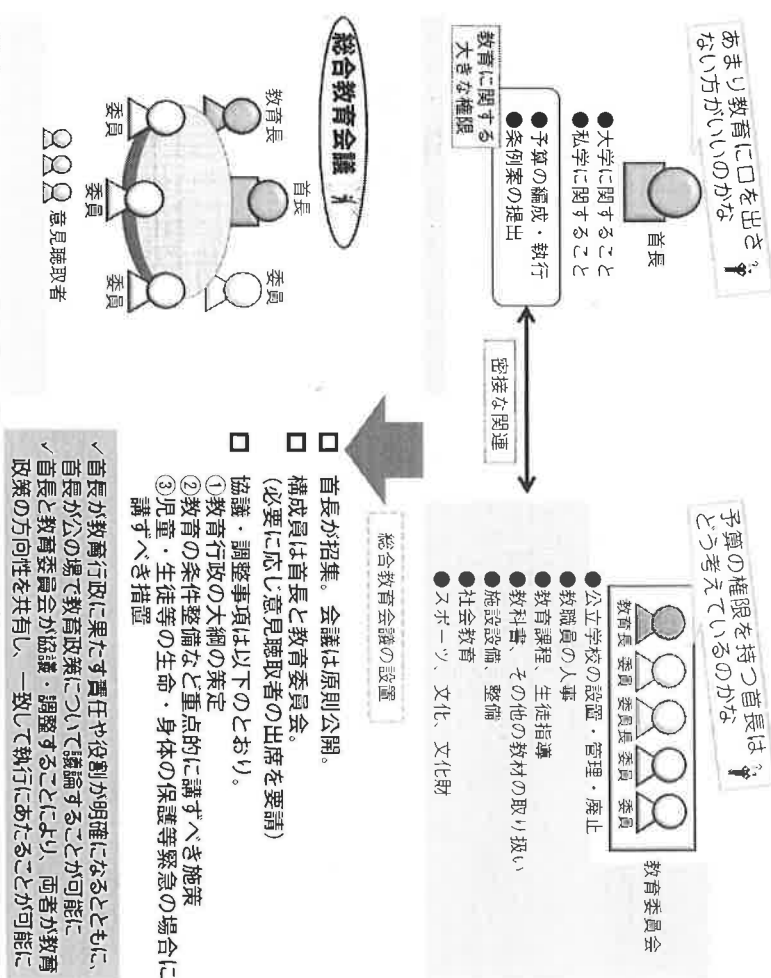 あまり教育に口を出さ
ない方がいいのかな
??
首長
●大学に関すること
●私学に関すること
●予算の編成・執行
●条例案の提出
教育に関する
大きな権限
密接な関連
予算の権限を持つ首長は
どう考えているのかな
??
教育長 委員 委員長 委員 委員
教育委員会
●公立学校の設置・管理・廃止
●教職員の人事
●教育課程、生徒指導
●教科書、その他の教材の取り扱い
●施設設備、整備
●社会教育
●スポーツ、文化、文化財
総合教育会議の設置
総合教育会議
教育長
首長
委員
委員
委員
委員
意見聴取者
□ 首長が招集。会議は原則公開。
□ 構成員は首長と教育委員会。
(必要に応じ意見聴取者の出席を要請)
□ 協議・調整事項は以下のとおり。
①教育行政の大綱の策定
②教育の条件整備など重点的に講ずべき施策
③児童・生徒等の生命・身体の保護等緊急の場合に
講ずべき措置
✓ 首長が教育行政に果たす責任や役割が明確になるとともに、
首長が公の場で教育政策について議論することが可能に
✓ 首長と教育委員会が協議・調整することにより、両者が教育
政策の方向性を共有し、一致して執行にあたることが可能に